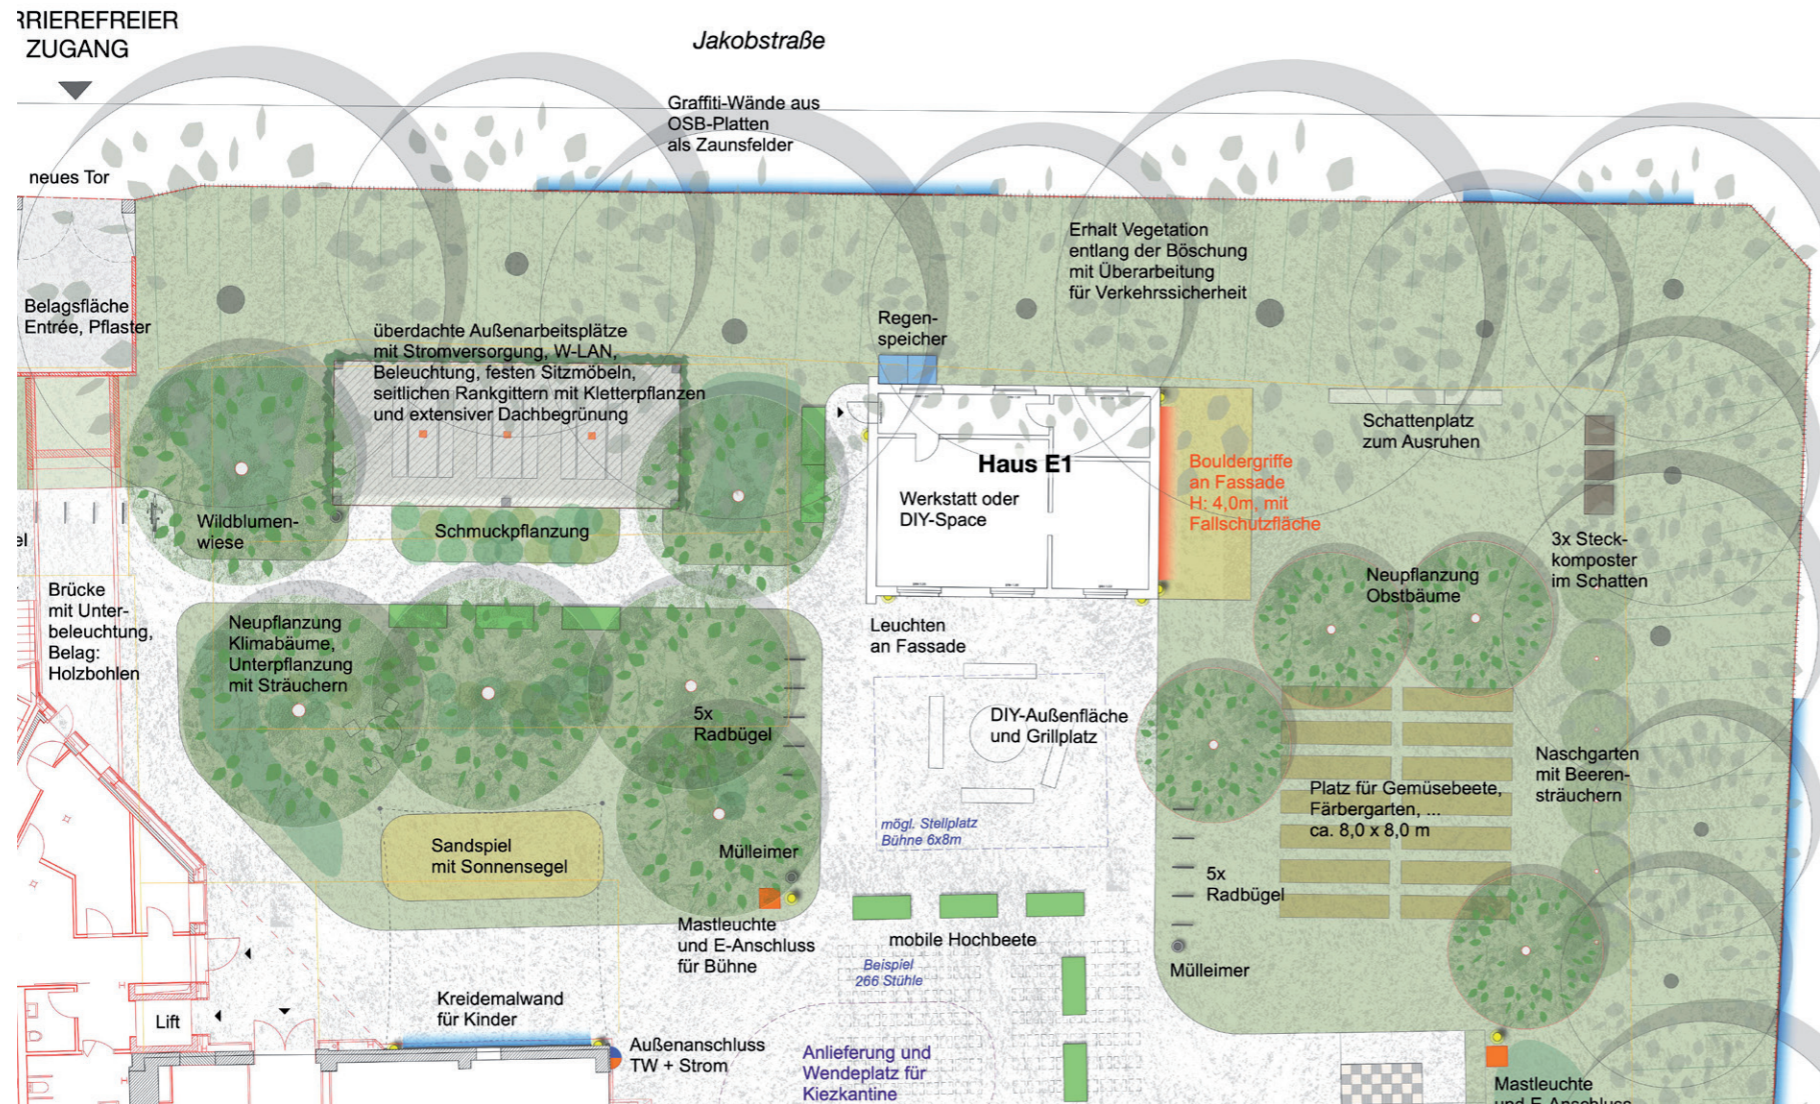 RRIEREFREIER
ZUGANG
Jakobstraße
Graffiti-Wände aus
OSB-Platten
als Zaunsfelder
neues Tor
Erhalt Vegetation
entlang der Böschung
mit Überarbeitung
für Verkehrssicherheit
Belagsfläche
Entrée, Pflaster
überdachte Außenarbeitsplätze
mit Stromversorgung, W-LAN,
Beleuchtung, festen Sitzmöbeln,
seitlichen Rankgittern mit Kletterpflanzen
und extensiver Dachbegrünung
Regen-
speicher
Schattenplatz
zum Ausruhen
Haus E1
Werkstatt oder
DIY-Space
Bouldergriffe
an Fassade
H: 4,0m, mit
Fallschutzfläche
Wildblumen-
wiese
Schmuckpflanzung
el
3x Steck-
komposter
im Schatten
Neupflanzung
Obstbäume
Brücke
mit Unter-
beleuchtung,
Belag:
Holzbohlen
Neupflanzung
Klimabäume,
Unterpflanzung
mit Sträuchern
Leuchten
an Fassade
5x
Radbügel
DIY-Außenfläche
und Grillplatz
Naschgarten
mit Beeren-
sträuchern
Platz für Gemüsebeete,
Färbergarten, ...
ca. 8,0 x 8,0 m
mögl. Stellplatz
Bühne 6x8m
Sandspiel
mit Sonnensegel
Mülleimer
5x
Radbügel
Mastleuchte
und E-Anschluss
für Bühne
mobile Hochbeete
Beispiel
266 Stühle
Mülleimer
Kreidemalwand
für Kinder
Lift
Außenanschluss
TW + Strom
Anlieferung und
Wendeplatz für
Kiezkantine
Mastleuchte
und E-Anschluss